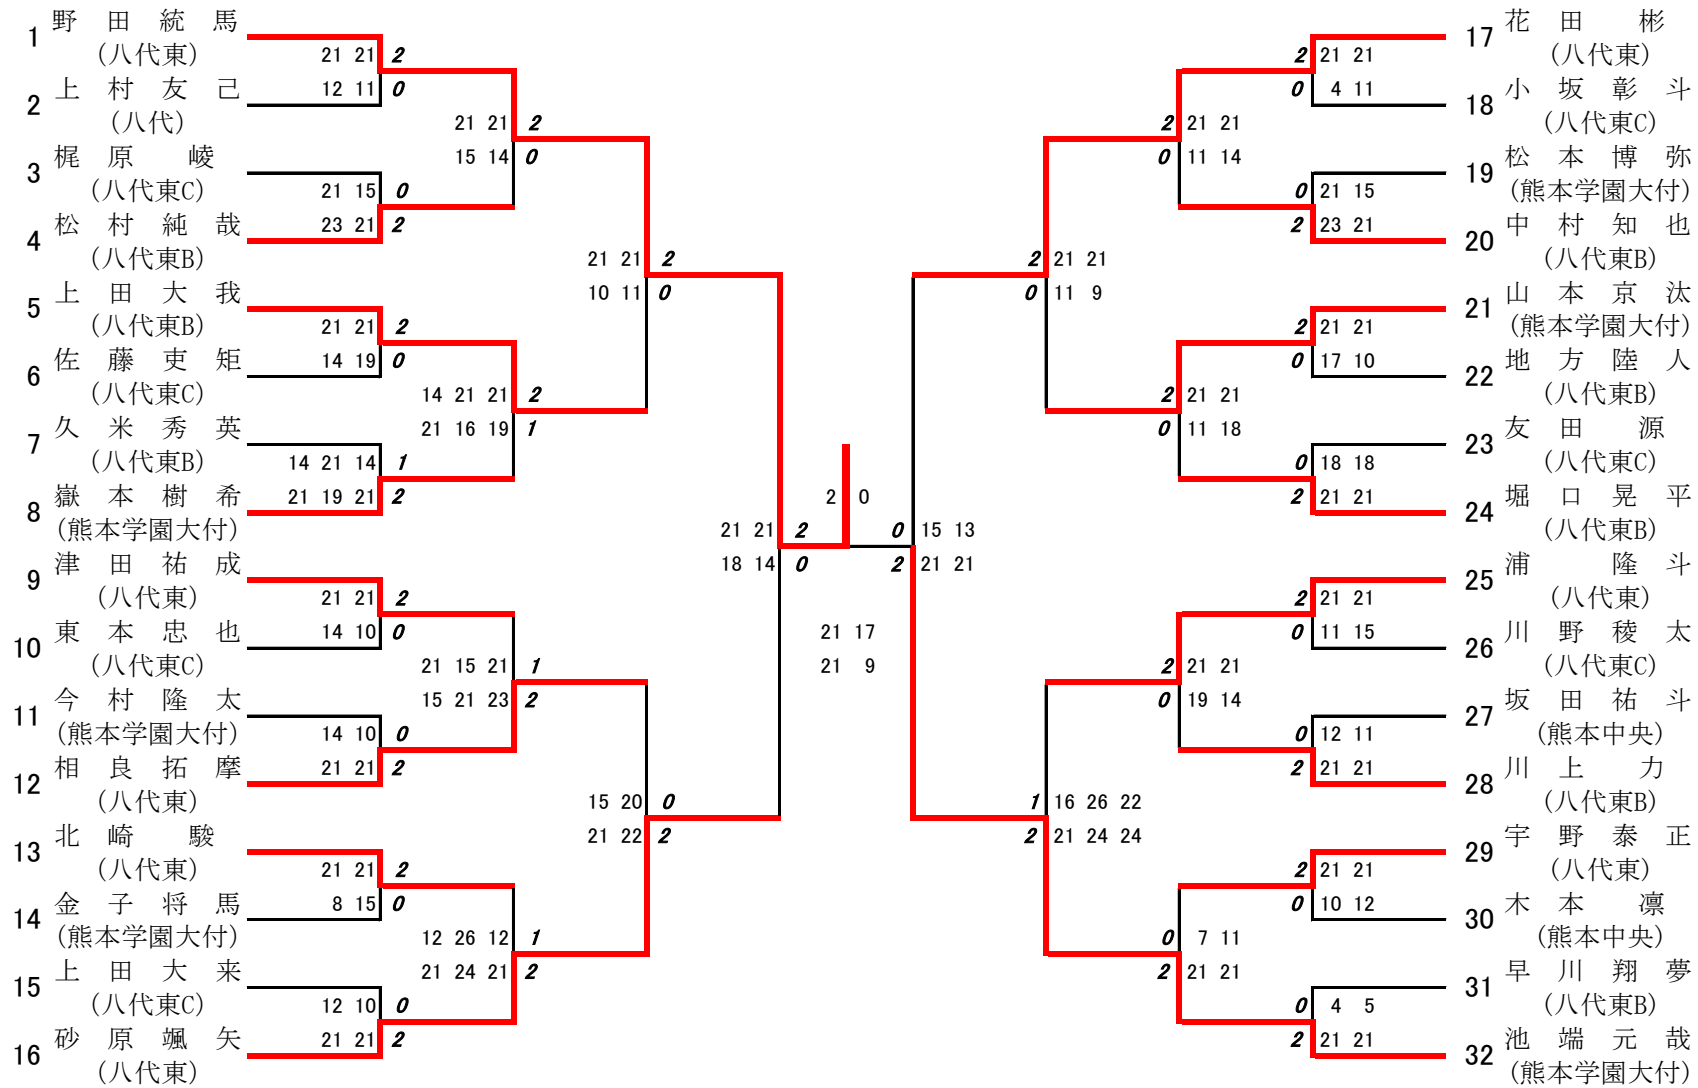 1 野田統馬
(八代東)
21 21 2
2 上村友己
12 11 0
(八代)
21 21 2
15 14 0
3 梶原崚
(八代東C)
21 15 0
4 松村純哉
23 21 2
(八代東B)
21 21 2
10 11 0
5 上田大我
(八代東B)
21 21 2
6 佐藤吏矩
14 19 0
(八代東C)
14 21 21 2
21 16 19 1
7 久米秀英
(八代東B)
14 21 14 1
8 嶽本樹希
21 19 21 2
(熊本学園大付)
21 21 2
18 14 0
9 津田祐成
(八代東)
21 21 2
10 東本忠也
14 10 0
(八代東C)
21 15 21 1
15 21 23 2
11 今村隆太
(熊本学園大付)
14 10 0
12 相良拓摩
21 21 2
(八代東)
15 20 0
21 22 2
13 北崎駿
(八代東)
21 21 2
14 金子将馬
8 15 0
(熊本学園大付)
12 26 12 1
21 24 21 2
15 上田大来
(八代東C)
12 10 0
16 砂原颯矢
21 21 2
(八代東)
2 0
21 17
21 9
17 花田彬
(八代東)
2 21 21
18 小坂彰斗
0 4 11
(八代東C)
2 21 21
0 11 14
19 松本博弥
(熊本学園大付)
0 21 15
20 中村知也
2 23 21
(八代東B)
2 21 21
0 11 9
21 山本京汰
(熊本学園大付)
2 21 21
22 地方陸人
0 17 10
(八代東B)
2 21 21
0 11 18
23 友田源
(八代東C)
0 18 18
24 堀口晃平
2 21 21
(八代東B)
0 15 13
2 21 21
25 浦隆斗
(八代東)
2 21 21
26 川野稜太
0 11 15
(八代東C)
2 21 21
0 19 14
27 坂田祐斗
(熊本中央)
0 12 11
28 川上力
2 21 21
(八代東B)
1 16 26 22
2 21 24 24
29 宇野泰正
(八代東)
2 21 21
30 木本凛
0 10 12
(熊本中央)
0 7 11
2 21 21
31 早川翔夢
(八代東B)
0 4 5
32 池端元哉
2 21 21
(熊本学園大付)